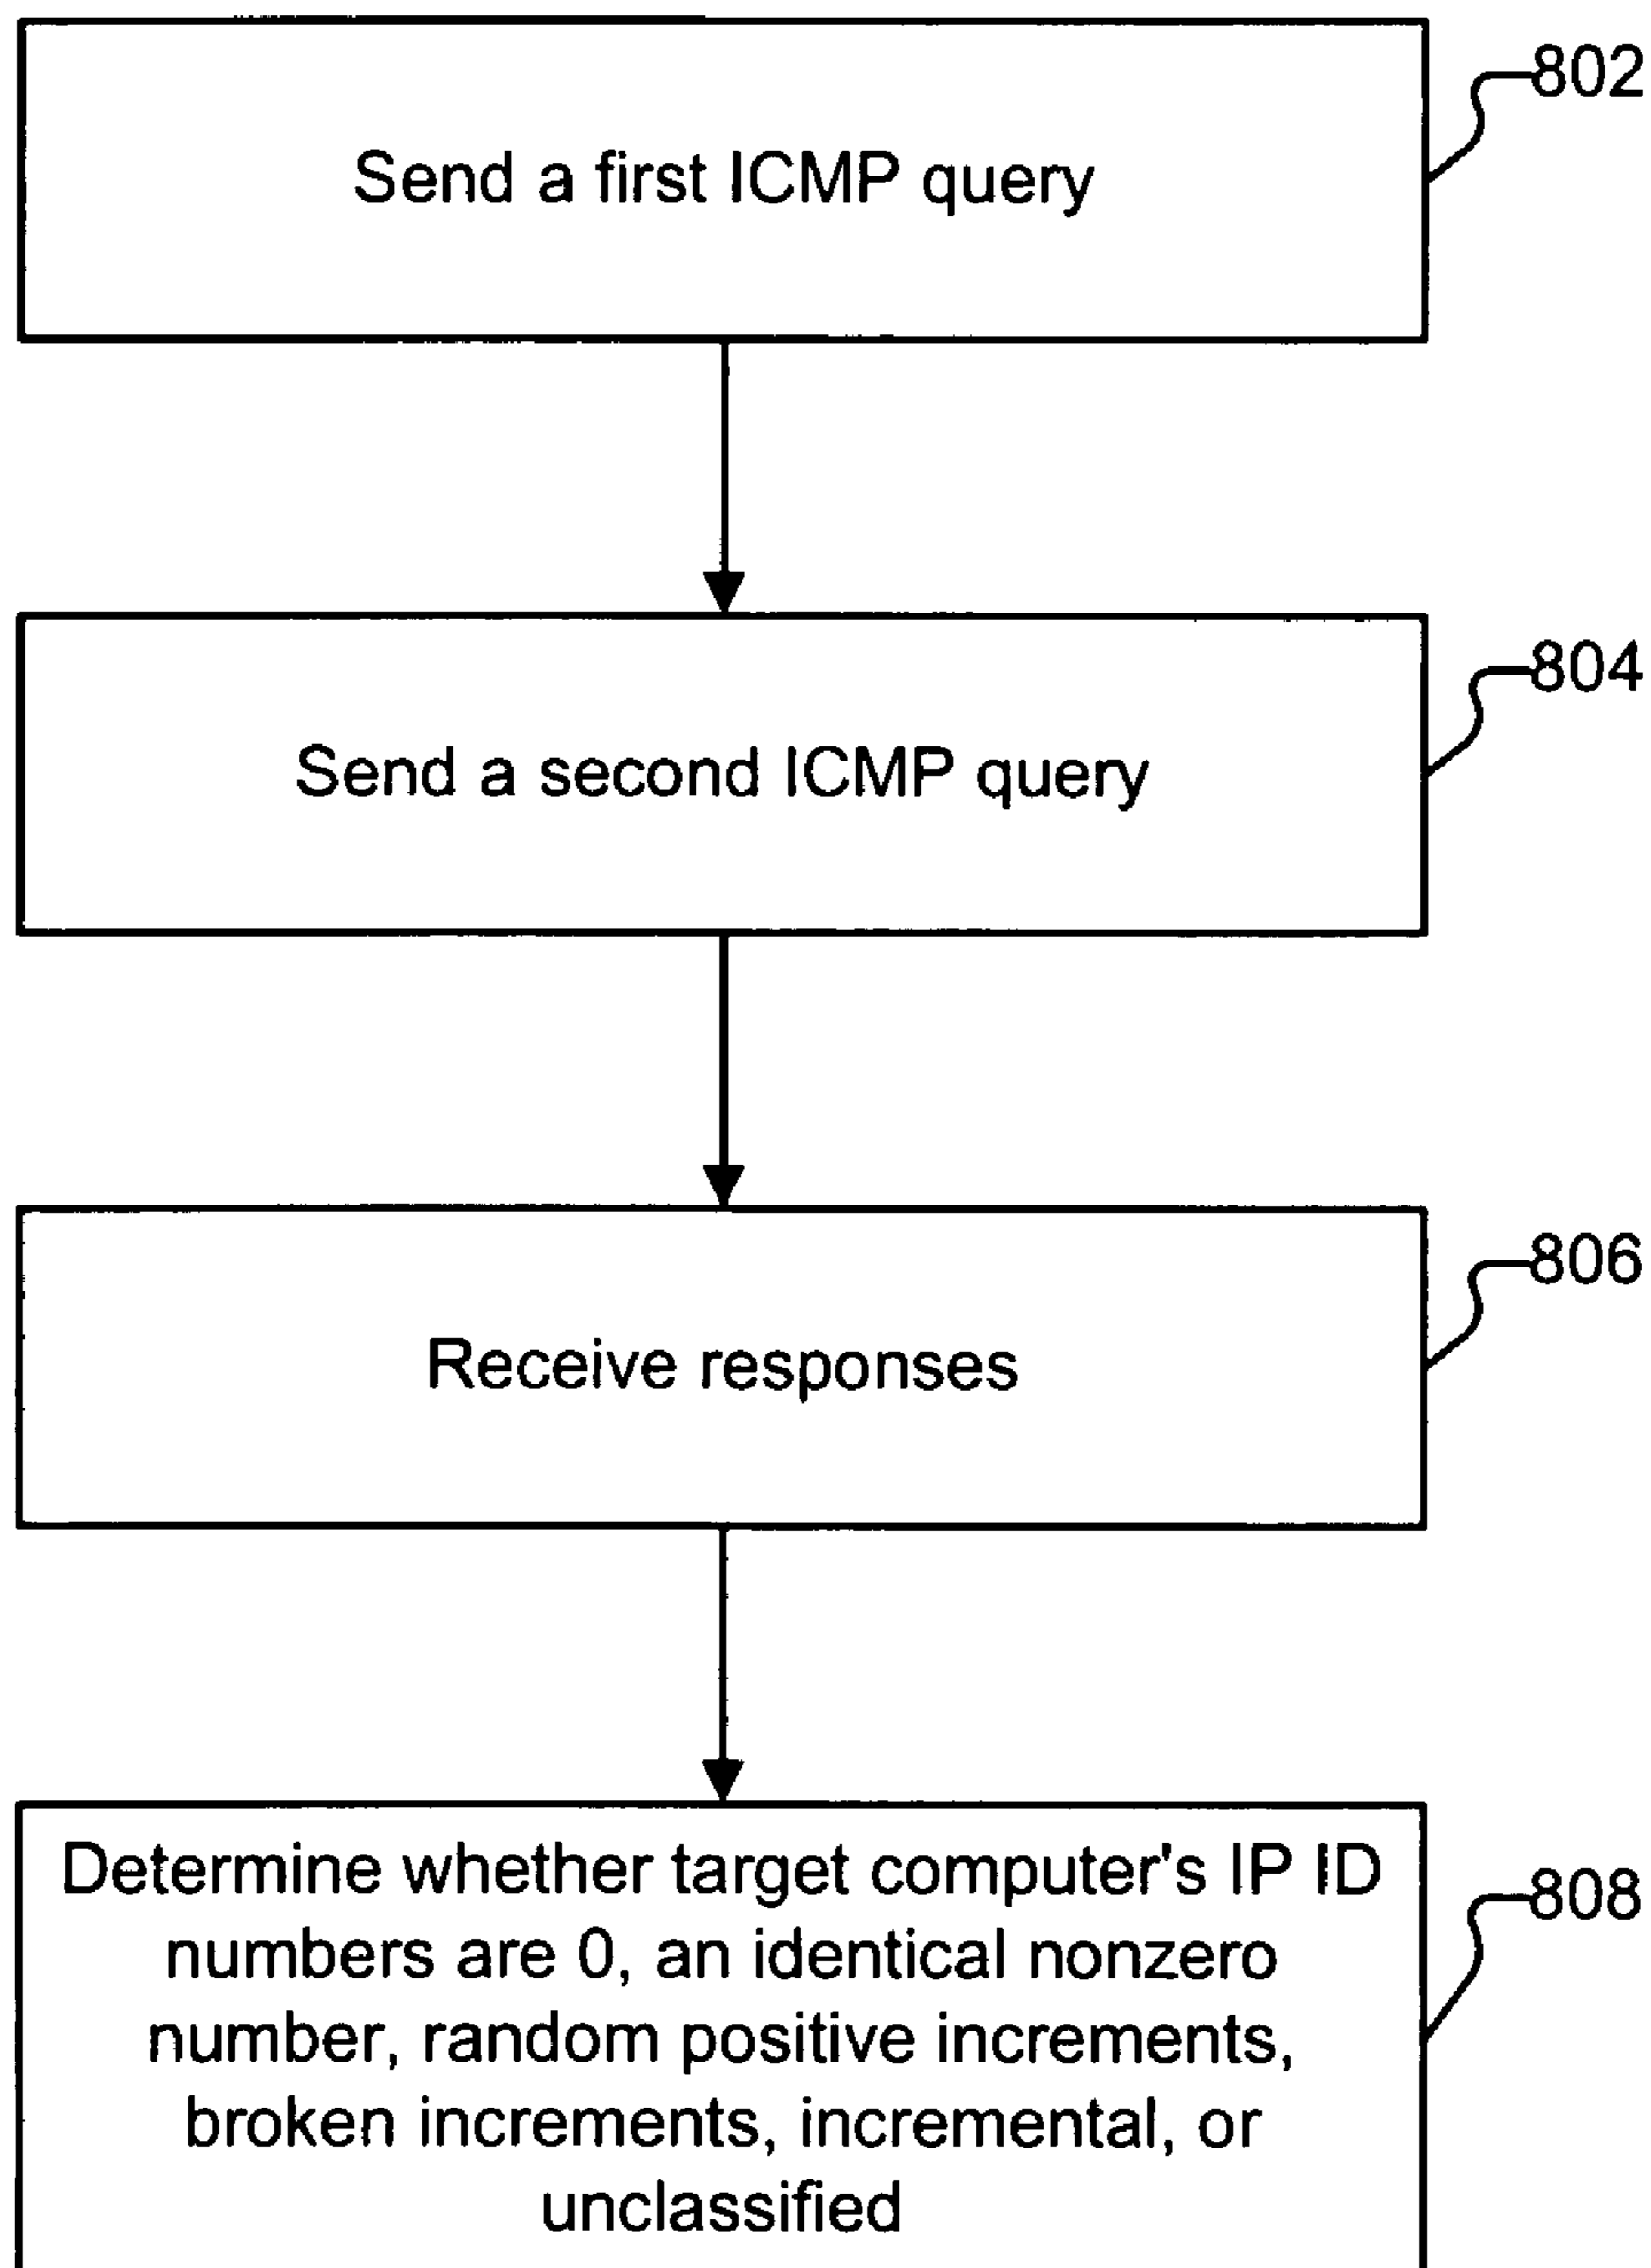 802
Send a first ICMP query
804
Send a second ICMP query
806
Receive responses
Determine whether target computer's IP ID
808
numbers are 0, an identical nonzero
number, random positive increments,
broken increments, incremental, or
unclassified